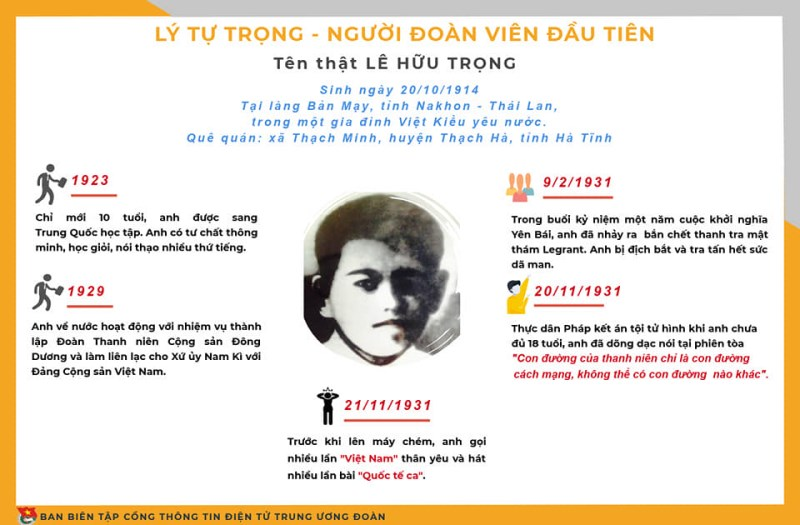 LÝ TỰ TRỌNG - NGƯỜI ĐOÀN VIÊN ĐẦU TIÊN
Tên thật LÊ HỮU TRỌNG
Sinh ngày 20/10/1914
Tại làng Bản Mạy, tỉnh Nakhon - Thái Lan,
trong một gia đình Việt Kiều yêu nước.
Quê quán: xã Thạch Minh, huyện Thạch Hà, tỉnh Hà Tĩnh
1923
Chỉ mới 10 tuổi, anh được sang
Trung Quốc học tập. Anh có tư chất thông
minh, học giỏi, nói thạo nhiều thứ tiếng.
1929
Anh về nước hoạt động với nhiệm vụ thành
lập Đoàn Thanh niên Cộng sản Đông
Dương và làm liên lạc cho Xứ ủy Nam Kì với
Đảng Cộng sản Việt Nam.
9/2/1931
Trong buổi kỷ niệm một năm cuộc khởi nghĩa
Yên Bái, anh đã nhảy ra bắn chết thanh tra mật
thám Legrant. Anh bị địch bắt và tra tấn hết sức
dã man.
20/11/1931
Thực dân Pháp kết án tội tử hình khi anh chưa
đủ 18 tuổi, anh đã dõng dạc nói tại phiên tòa
"Con đường của thanh niên chỉ là con đường
cách mạng, không thể có con đường nào khác".
21/11/1931
Trước khi lên máy chém, anh gọi
nhiều lần "Việt Nam" thân yêu và hát
nhiều lần bài "Quốc tế ca".
BAN BIÊN TẬP CỔNG THÔNG TIN ĐIỆN TỬ TRUNG ƯƠNG ĐOÀN